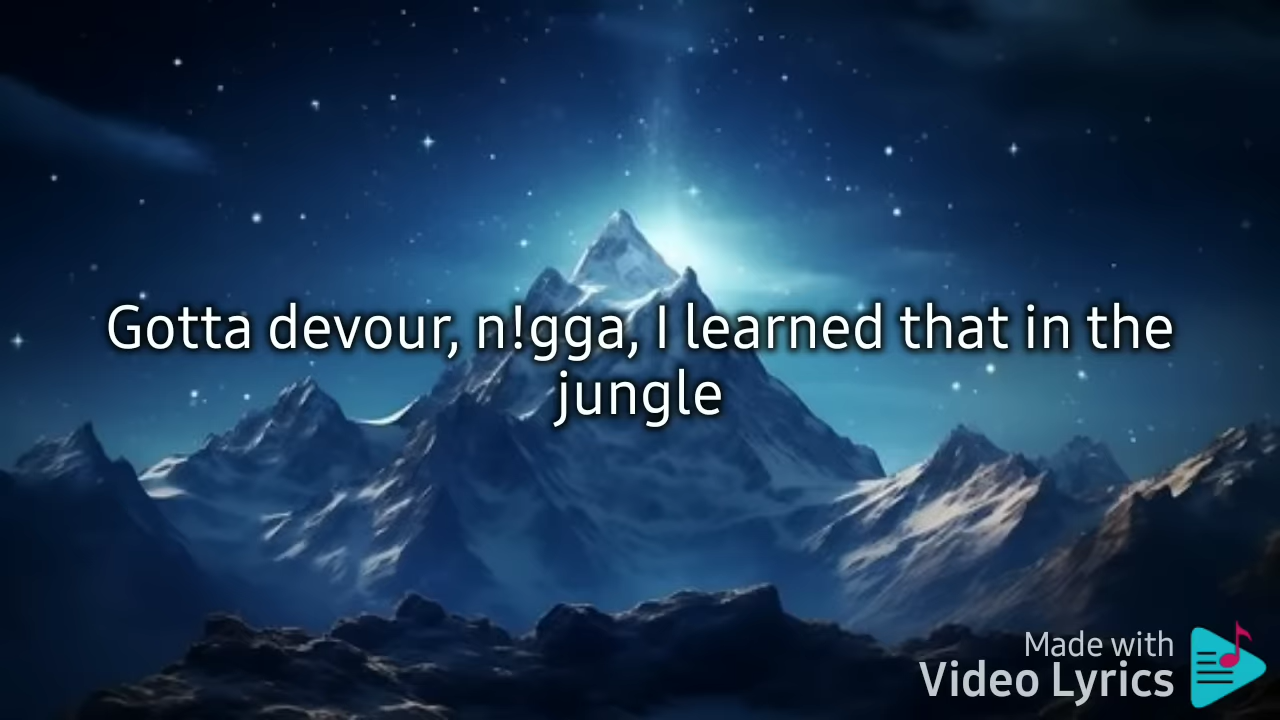 Gotta devour, n!gga, I learned that in the
jungle
Made with
Video Lyrics